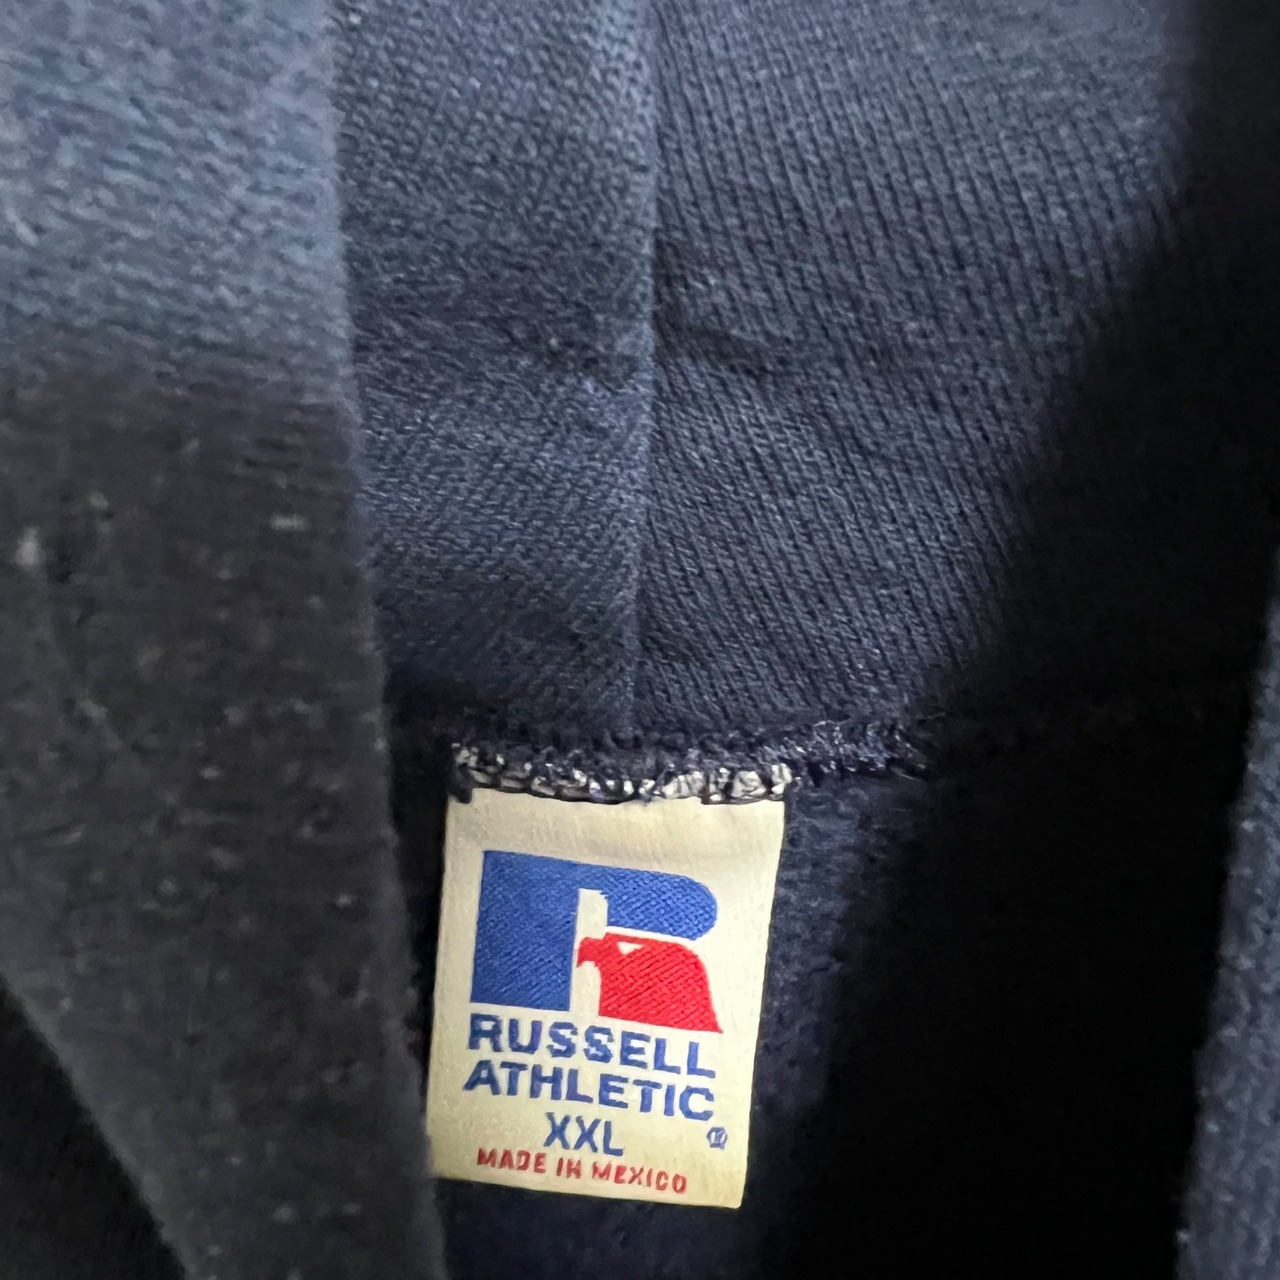 RUSSELL
ATHLETIC
XXL ®
MADE IN MEXICO